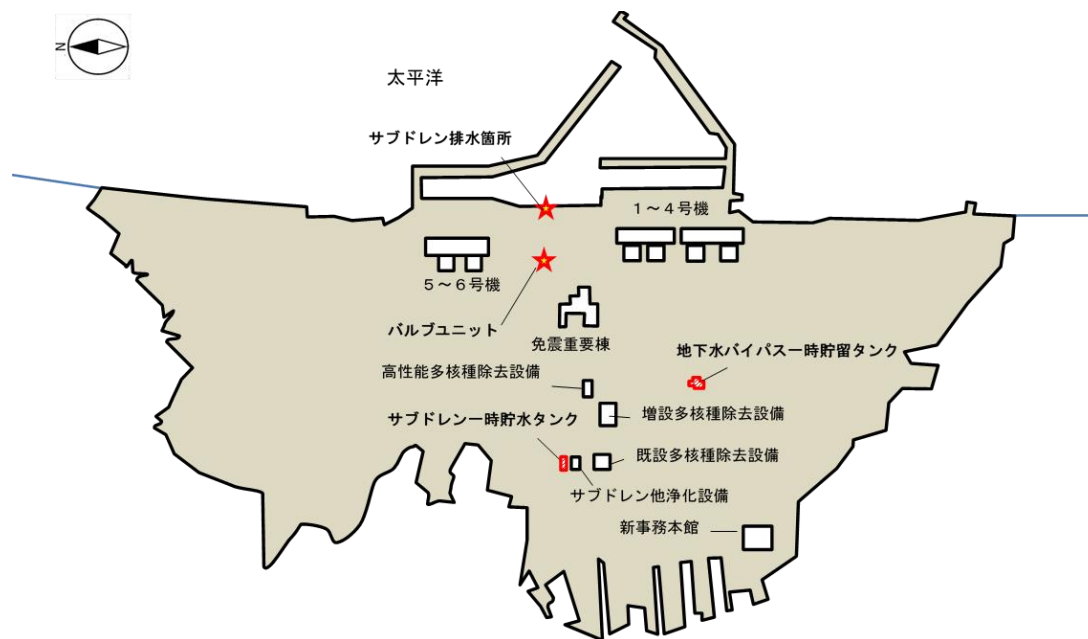 N
太平洋
サブドレン排水箇所
１～４号機
５～６号機
バルブユニット
免震重要棟
地下水バイパス一時貯留タンク
高性能多核種除去設備
サブドレン一時貯水タンク
増設多核種除去設備
既設多核種除去設備
サブドレン他浄化設備
新事務本館